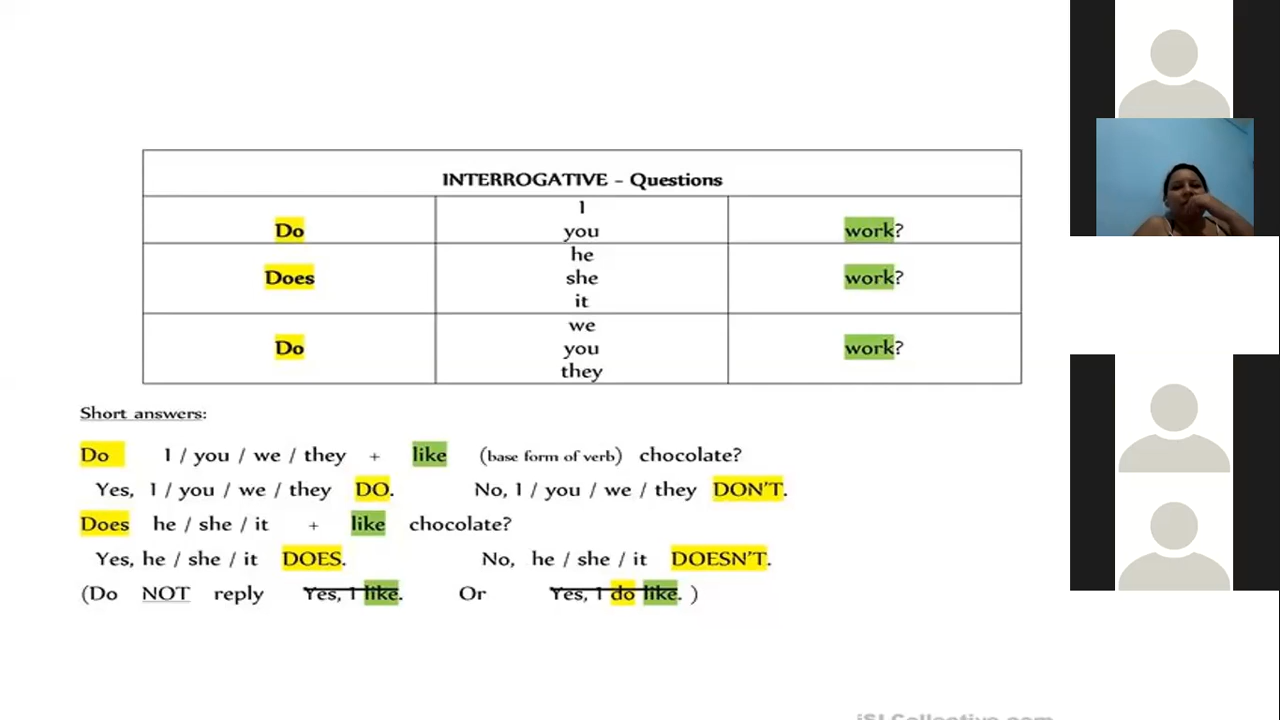 INTERROGATIVE – Questions
I
Do you work?
he
Does she work?
it
we
Do you work?
they
Short answers:
Do I / you / we / they + like (base form of verb) chocolate?
Yes, I / you / we / they DO. No, I / you / we / they DON'T.
Does he / she / it + like chocolate?
Yes, he / she / it DOES. No, he / she / it DOESN'T.
(Do NOT reply Yes, I like. Or Yes, I do like. )
iSLCollective.com